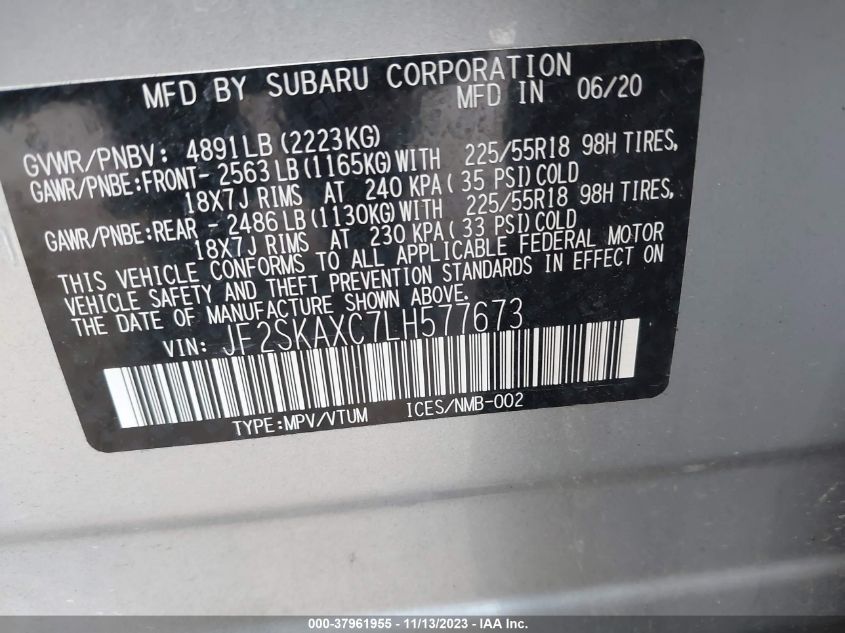 MFD BY SUBARU CORPORATION
MFD IN 06/20
GVWR/PNBV: 4891LB (2223KG)
GAWR/PNBE:FRONT- 2563 LB (1165KG) WITH 225/55R18 98H TIRES,
18X7J RIMS AT 240 KPA ( 35 PSI) COLD
GAWR/PNBE:REAR - 2486 LB (1130KG) WITH 225/55R18 98H TIRES,
18X7J RIMS AT 230 KPA ( 33 PSI) COLD
THIS VEHICLE CONFORMS TO ALL APPLICABLE FEDERAL MOTOR
VEHICLE SAFETY AND THEFT PREVENTION STANDARDS IN EFFECT ON
THE DATE OF MANUFACTURE SHOWN ABOVE.
VIN: JF2SKAXC7LH577673
TYPE:MPV/VTUM ICES/NMB-002
000-37961955 - 11/13/2023 - IAA Inc.